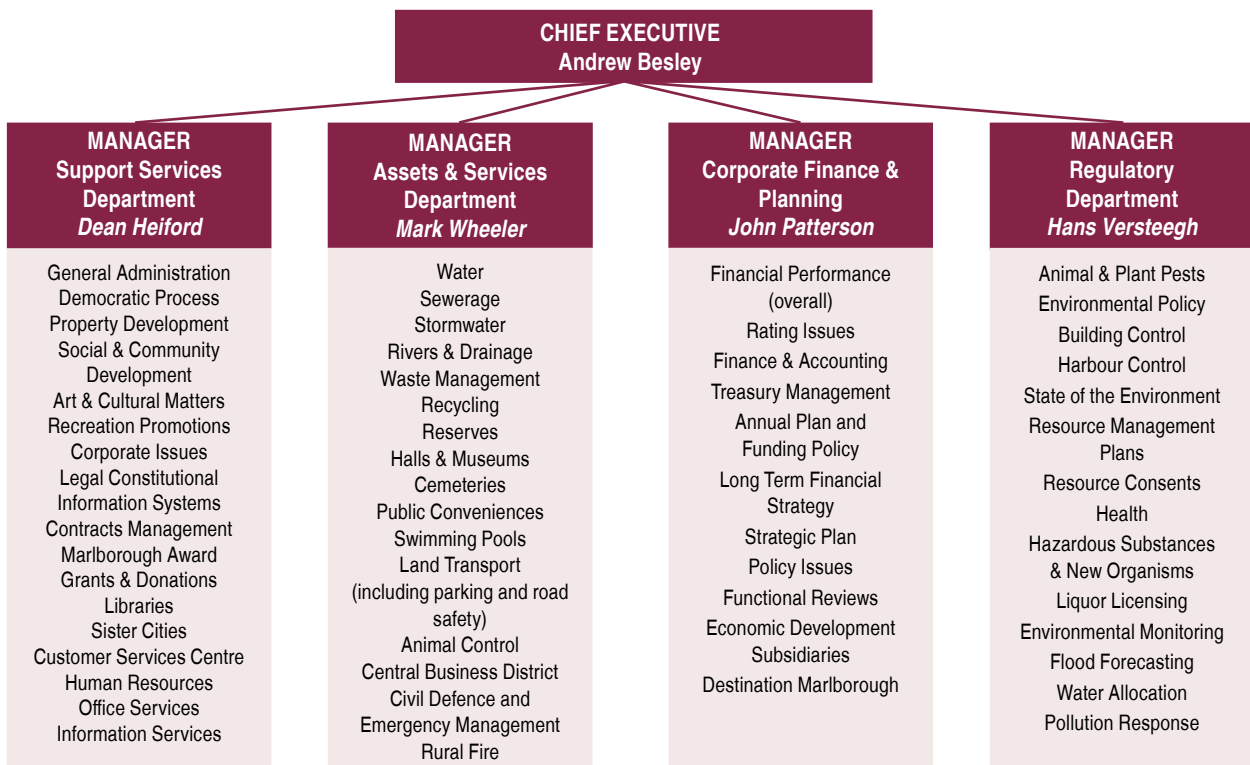 CHIEF EXECUTIVE
Andrew Besley
MANAGER
Support Services
Department
Dean Heiford
General Administration
Democratic Process
Property Development
Social & Community
Development
Art & Cultural Matters
Recreation Promotions
Corporate Issues
Legal Constitutional
Information Systems
Contracts Management
Marlborough Award
Grants & Donations
Libraries
Sister Cities
Customer Services Centre
Human Resources
Office Services
Information Services
MANAGER
Assets & Services
Department
Mark Wheeler
Water
Sewerage
Stormwater
Rivers & Drainage
Waste Management
Recycling
Reserves
Halls & Museums
Cemeteries
Public Conveniences
Swimming Pools
Land Transport
(including parking and road
safety)
Animal Control
Central Business District
Civil Defence and
Emergency Management
Rural Fire
MANAGER
Corporate Finance &
Planning
John Patterson
Financial Performance
(overall)
Rating Issues
Finance & Accounting
Treasury Management
Annual Plan and
Funding Policy
Long Term Financial
Strategy
Strategic Plan
Policy Issues
Functional Reviews
Economic Development
Subsidiaries
Destination Marlborough
MANAGER
Regulatory
Department
Hans Versteegh
Animal & Plant Pests
Environmental Policy
Building Control
Harbour Control
State of the Environment
Resource Management
Plans
Resource Consents
Health
Hazardous Substances
& New Organisms
Liquor Licensing
Environmental Monitoring
Flood Forecasting
Water Allocation
Pollution Response